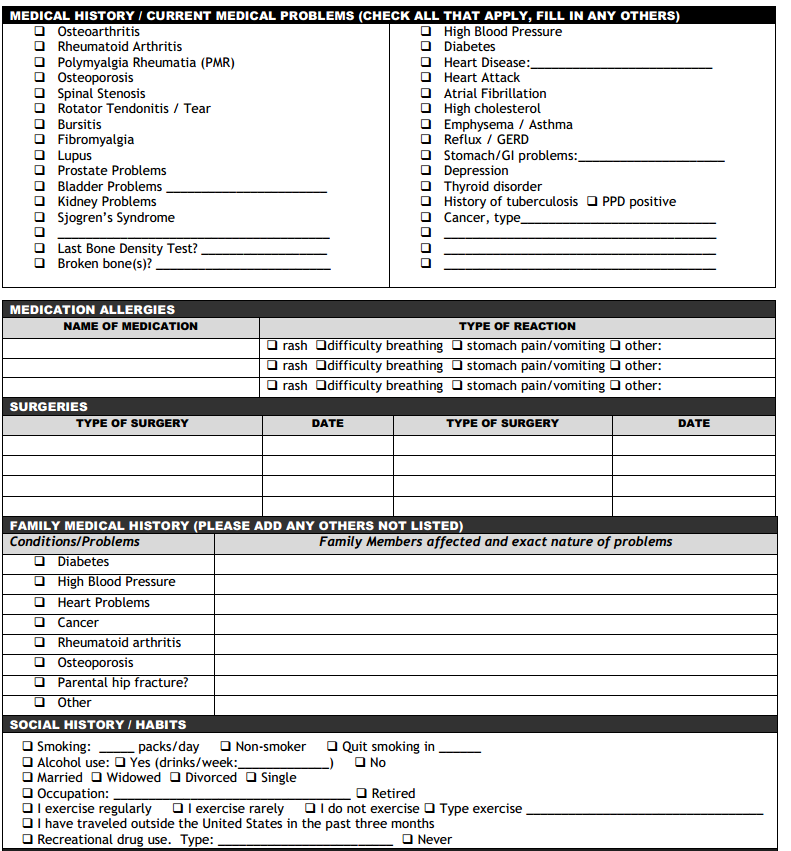 MEDICAL HISTORY / CURRENT MEDICAL PROBLEMS (CHECK ALL THAT APPLY, FILL IN ANY OTHERS)
❑ Osteoarthritis
❑ Rheumatoid Arthritis
❑ Polymyalgia Rheumatia (PMR)
❑ Osteoporosis
❑ Spinal Stenosis
❑ Rotator Tendonitis / Tear
❑ Bursitis
❑ Fibromyalgia
❑ Lupus
❑ Prostate Problems
❑ Bladder Problems ______________________
❑ Kidney Problems
❑ Sjogren’s Syndrome
❑ _____________________________________
❑ Last Bone Density Test? _________________
❑ Broken bone(s)? ________________________
❑ High Blood Pressure
❑ Diabetes
❑ Heart Disease:_________________________
❑ Heart Attack
❑ Atrial Fibrillation
❑ High cholesterol
❑ Emphysema / Asthma
❑ Reflux / GERD
❑ Stomach/GI problems:____________________
❑ Depression
❑ Thyroid disorder
❑ History of tuberculosis ❑ PPD positive
❑ Cancer, type___________________________
❑ _____________________________________
❑ _____________________________________
❑ _____________________________________
MEDICATION ALLERGIES
NAME OF MEDICATION TYPE OF REACTION
❑ rash ❑difficulty breathing ❑ stomach pain/vomiting ❑ other:
❑ rash ❑difficulty breathing ❑ stomach pain/vomiting ❑ other:
❑ rash ❑difficulty breathing ❑ stomach pain/vomiting ❑ other:
SURGERIES
TYPE OF SURGERY DATE TYPE OF SURGERY DATE
FAMILY MEDICAL HISTORY (PLEASE ADD ANY OTHERS NOT LISTED)
Conditions/Problems Family Members affected and exact nature of problems
❑ Diabetes
❑ High Blood Pressure
❑ Heart Problems
❑ Cancer
❑ Rheumatoid arthritis
❑ Osteoporosis
❑ Parental hip fracture?
❑ Other
SOCIAL HISTORY / HABITS
❑ Smoking: _____ packs/day ❑ Non-smoker ❑ Quit smoking in ______
❑ Alcohol use: ❑ Yes (drinks/week:_____________) ❑ No
❑ Married ❑ Widowed ❑ Divorced ❑ Single
❑ Occupation: _________________________________ ❑ Retired
❑ I exercise regularly ❑ I exercise rarely ❑ I do not exercise ❑ Type exercise _________________________________
❑ I have traveled outside the United States in the past three months
❑ Recreational drug use. Type: ________________________ ❑ Never